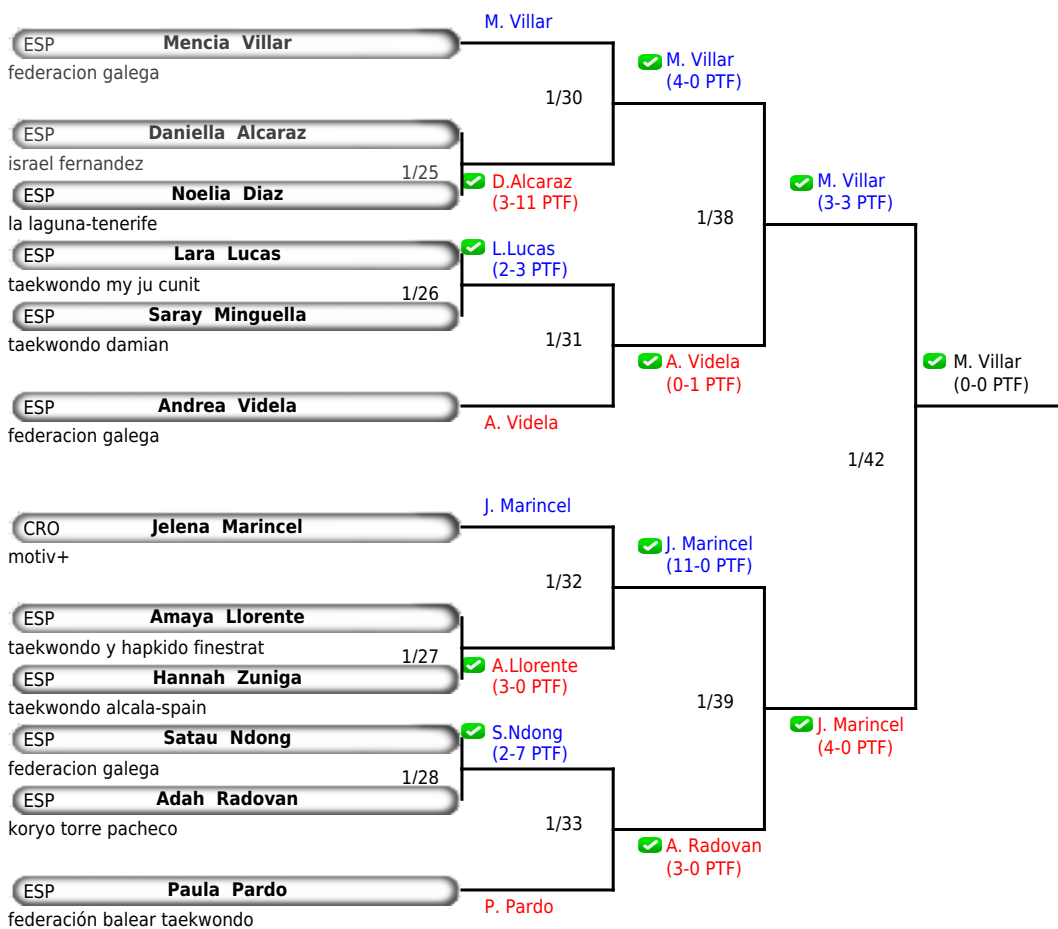 M. Villar
ESP Mencia Villar
federacion galega
M. Villar
(4-0 PTF)
1/30
ESP Daniella Alcaraz
israel fernandez
1/25
D.Alcaraz
(3-11 PTF)
ESP Noelia Diaz
la laguna-tenerife
M. Villar
(3-3 PTF)
1/38
ESP Lara Lucas
taekwondo my ju cunit
L.Lucas
(2-3 PTF)
1/26
ESP Saray Minguella
taekwondo damian
1/31
A. Videla
(0-1 PTF)
M. Villar
(0-0 PTF)
ESP Andrea Videla
federacion galega
A. Videla
1/42
J. Marincel
CRO Jelena Marincel
motiv+
J. Marincel
(11-0 PTF)
1/32
ESP Amaya Llorente
taekwondo y hapkido finestrat
1/27
A.Llorente
(3-0 PTF)
ESP Hannah Zuniga
taekwondo alcala-spain
1/39
J. Marincel
(4-0 PTF)
ESP Satau Ndong
federacion galega
S.Ndong
(2-7 PTF)
1/28
ESP Adah Radovan
koryo torre pacheco
1/33
A. Radovan
(3-0 PTF)
ESP Paula Pardo
federación balear taekwondo
P. Pardo